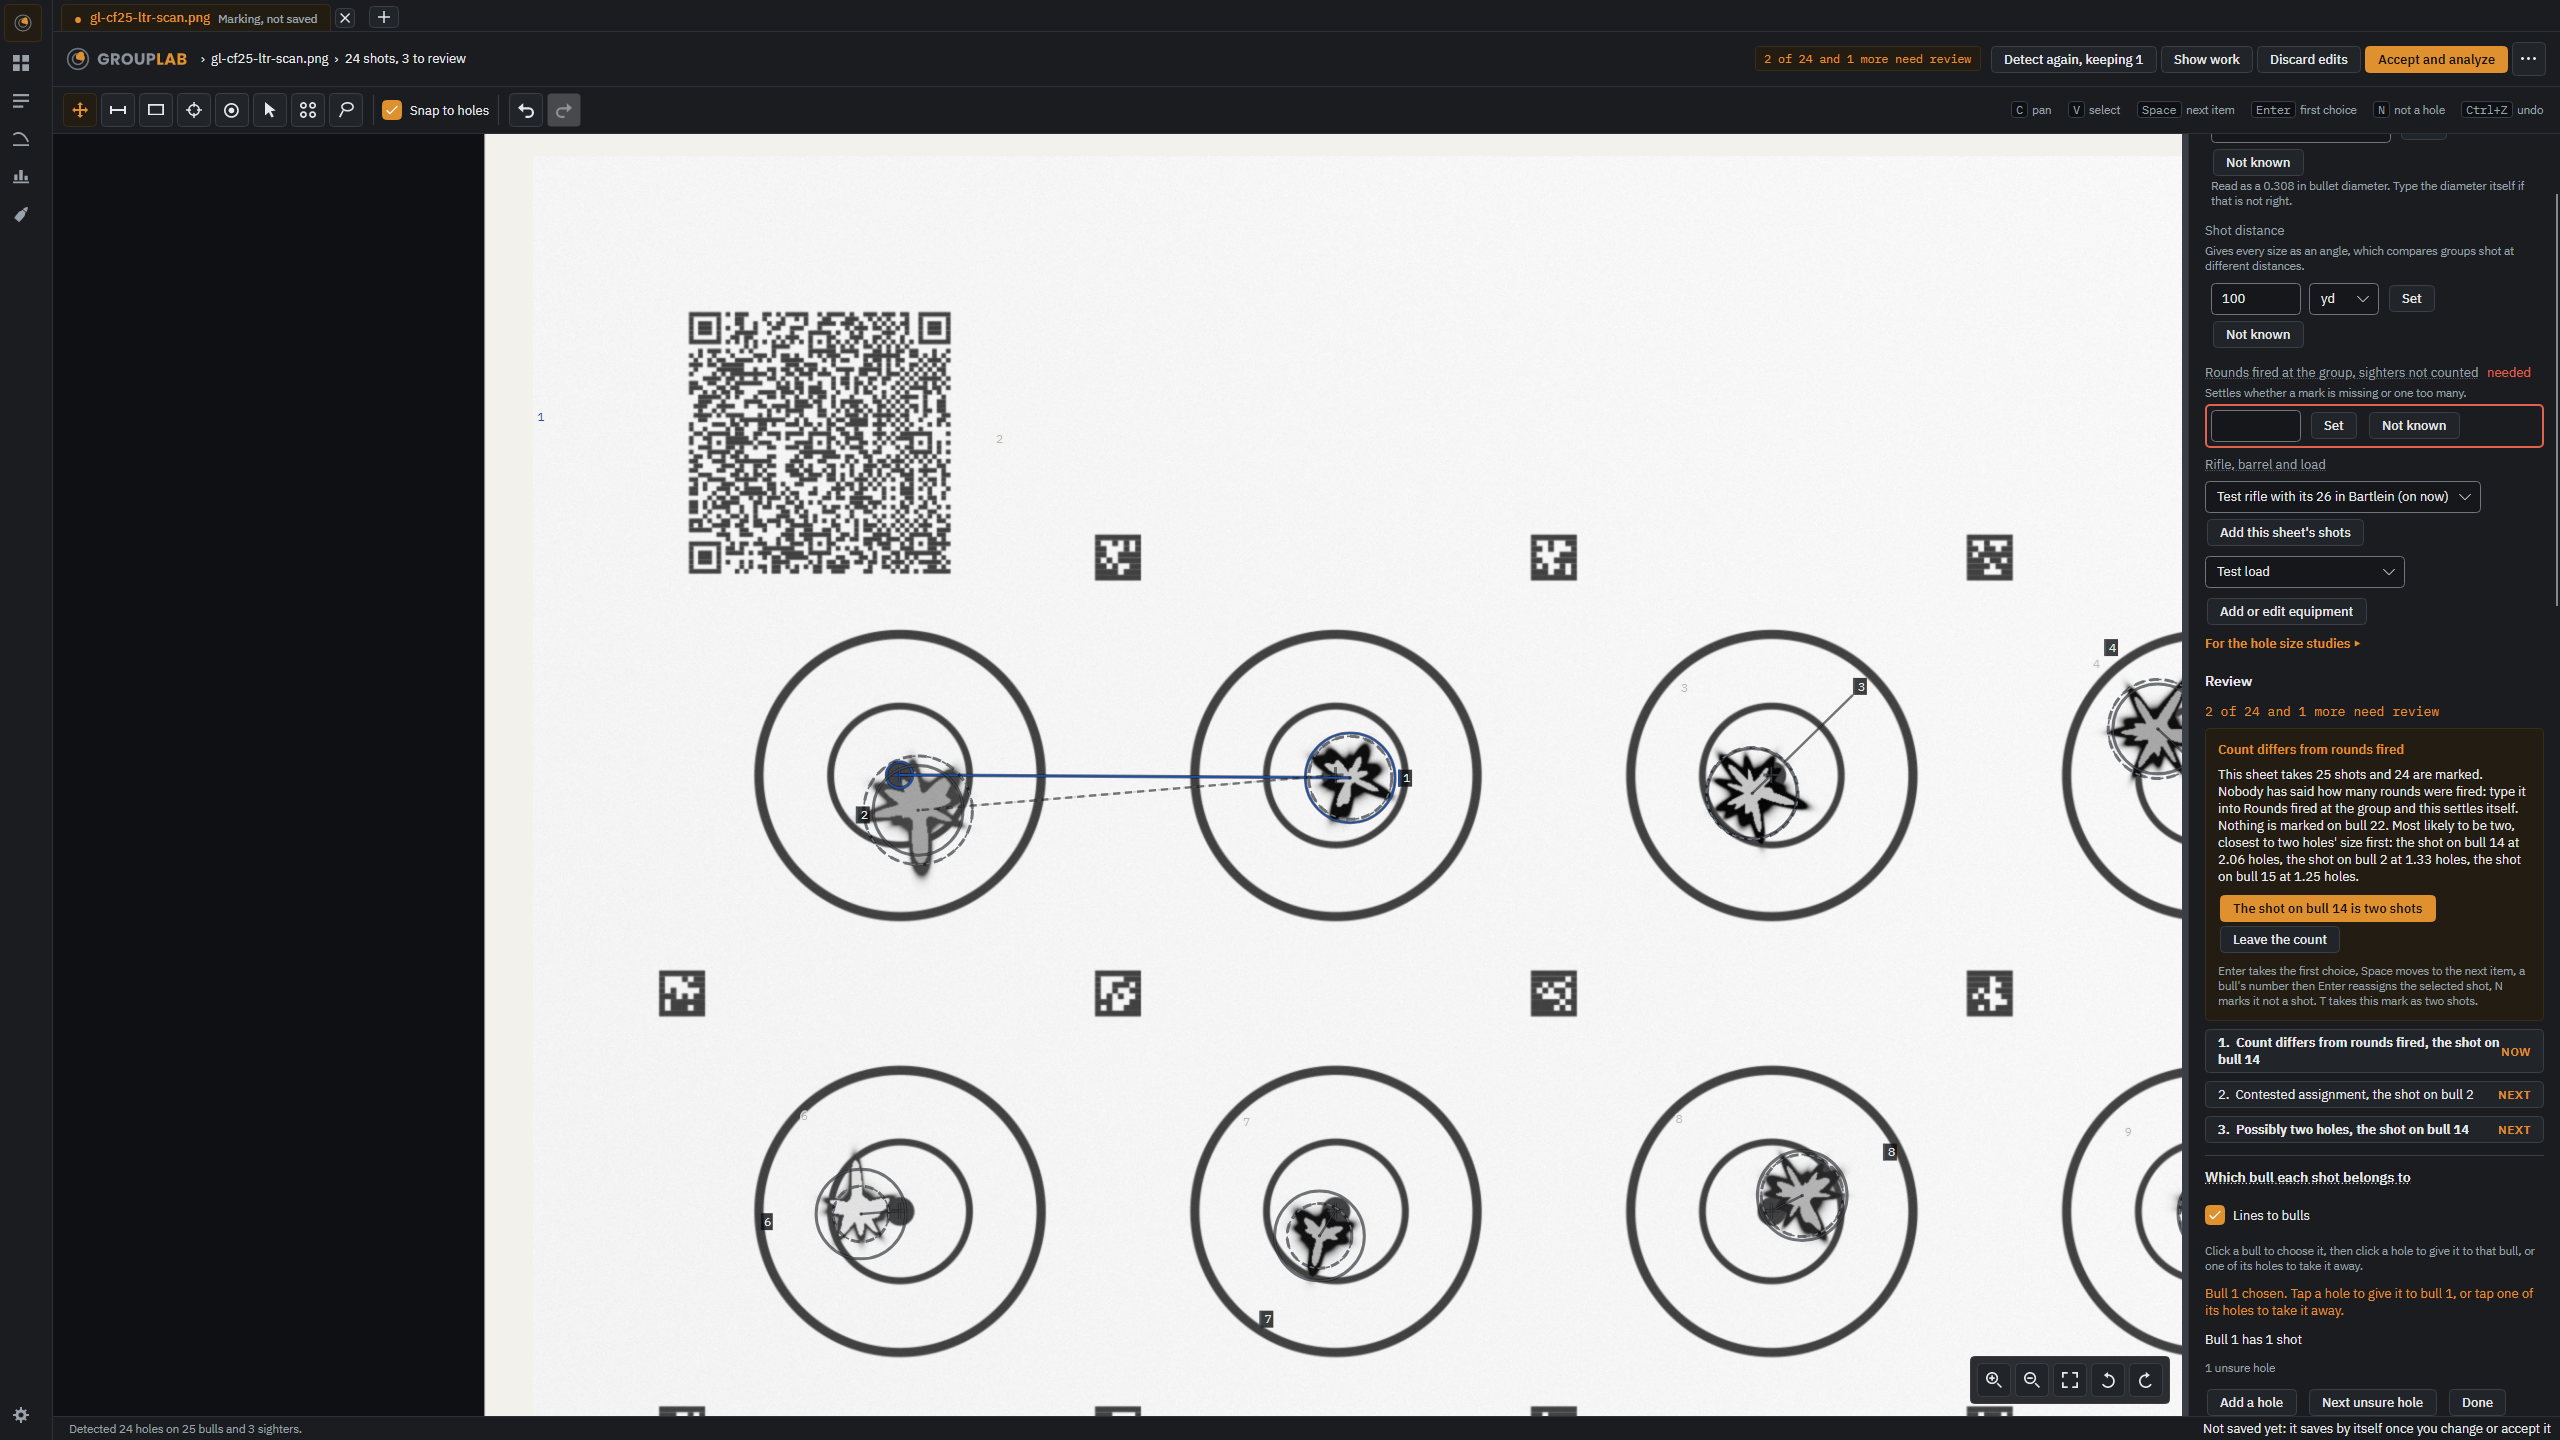 gl-cf25-ltr-scan.png Marking, not saved
GROUPLAB › gl-cf25-ltr-scan.png › 24 shots, 3 to review
2 of 24 and 1 more need review
Detect again, keeping 1
Show work
Discard edits
Accept and analyze
Snap to holes
C pan
V select
Space next item
Enter first choice
N not a hole
Ctrl+Z undo
1
2
3
3
4
4
2
1
6
7
8
9
8
6
7
Not known
Read as a 0.308 in bullet diameter. Type the diameter itself if
that is not right.
Shot distance
Gives every size as an angle, which compares groups shot at
different distances.
100
yd
Set
Not known
Rounds fired at the group, sighters not counted needed
Settles whether a mark is missing or one too many.
Set
Not known
Rifle, barrel and load
Test rifle with its 26 in Bartlein (on now)
Add this sheet's shots
Test load
Add or edit equipment
For the hole size studies ▸
Review
2 of 24 and 1 more need review
Count differs from rounds fired
This sheet takes 25 shots and 24 are marked.
Nobody has said how many rounds were fired: type it
into Rounds fired at the group and this settles itself.
Nothing is marked on bull 22. Most likely to be two,
closest to two holes' size first: the shot on bull 14 at
2.06 holes, the shot on bull 2 at 1.33 holes, the shot
on bull 15 at 1.25 holes.
The shot on bull 14 is two shots
Leave the count
Enter takes the first choice, Space moves to the next item, a
bull's number then Enter reassigns the selected shot, N
marks it not a shot. T takes this mark as two shots.
1. Count differs from rounds fired, the shot on
bull 14
NOW
2. Contested assignment, the shot on bull 2 NEXT
3. Possibly two holes, the shot on bull 14 NEXT
Which bull each shot belongs to
Lines to bulls
Click a bull to choose it, then click a hole to give it to that bull, or
one of its holes to take it away.
Bull 1 chosen. Tap a hole to give it to bull 1, or tap one of
its holes to take it away.
Bull 1 has 1 shot
1 unsure hole
Add a hole
Next unsure hole
Done
Detected 24 holes on 25 bulls and 3 sighters.
Not saved yet: it saves by itself once you change or accept it